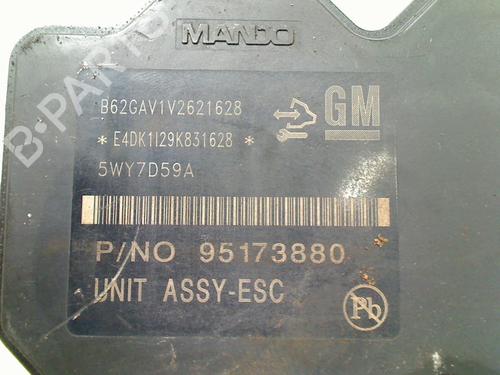 MANDO
B62GAV1V2621628
GM
*E4DK1I29K831628*
5WY7D59A
P/NO 95173880
UNIT ASSY-ESC
Pb
B-PARTS